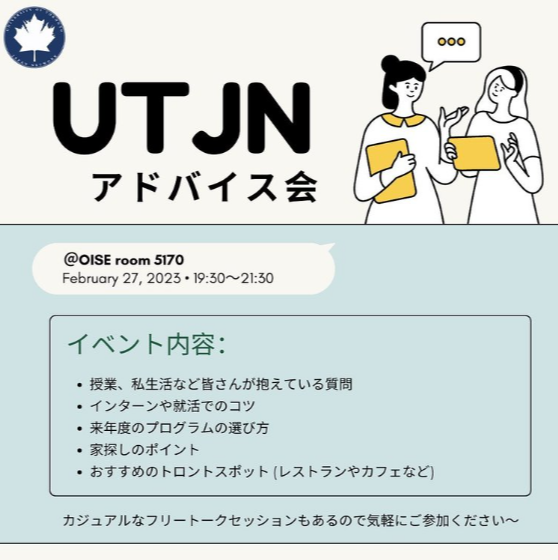 UTJN
アドバイス会
@OISE room 5170
February 27, 2023 • 19:30〜21:30
イベント内容：
• 授業、私生活など皆さんが抱えている質問
• インターンや就活でのコツ
• 来年度のプログラムの選び方
• 家探しのポイント
• おすすめのトロントスポット (レストランやカフェなど)
カジュアルなフリートークセッションもあるので気軽にご参加ください〜